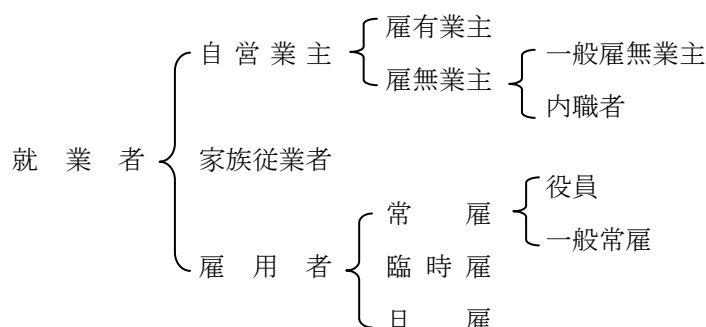 雇有業主
自営業主
一般雇無業主
雇無業主
内職者
就業者
家族従業者
役員
常雇
一般常雇
雇用者
臨時雇
日雇